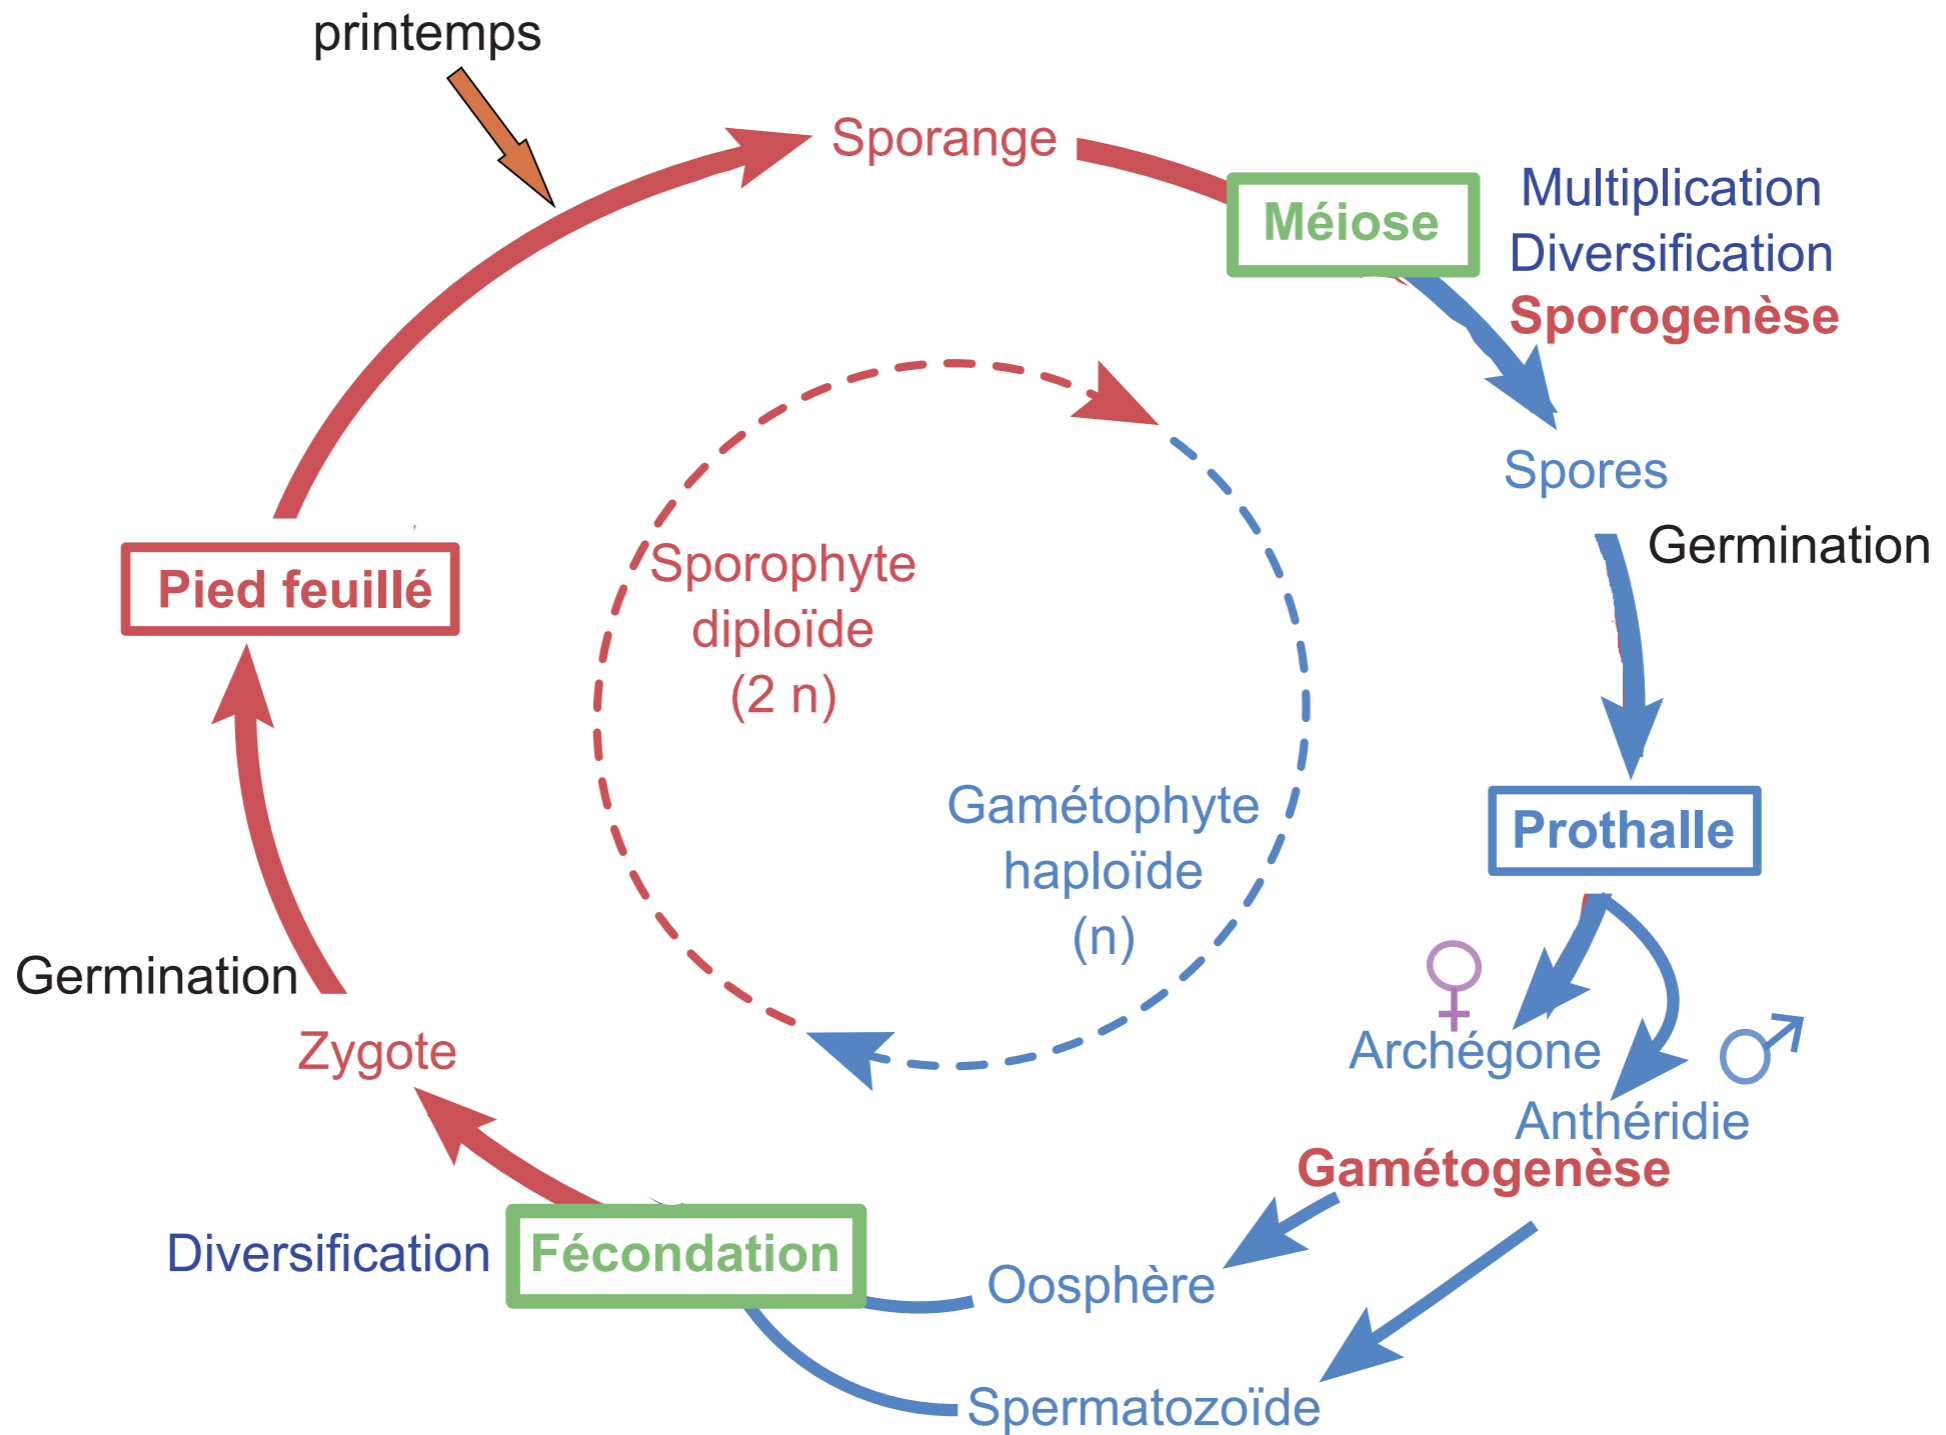 printemps
Sporange
Méiose
Multiplication
Diversification
Sporogenèse
Spores
Germination
Pied feuillé
Sporophyte
diploïde
(2 n)
Gamétophyte
haploïde
(n)
Prothalle
♀
Archégone
♂
Anthéridie
Gamétogenèse
Germination
Zygote
Diversification
Fécondation
Oosphère
Spermatozoïde